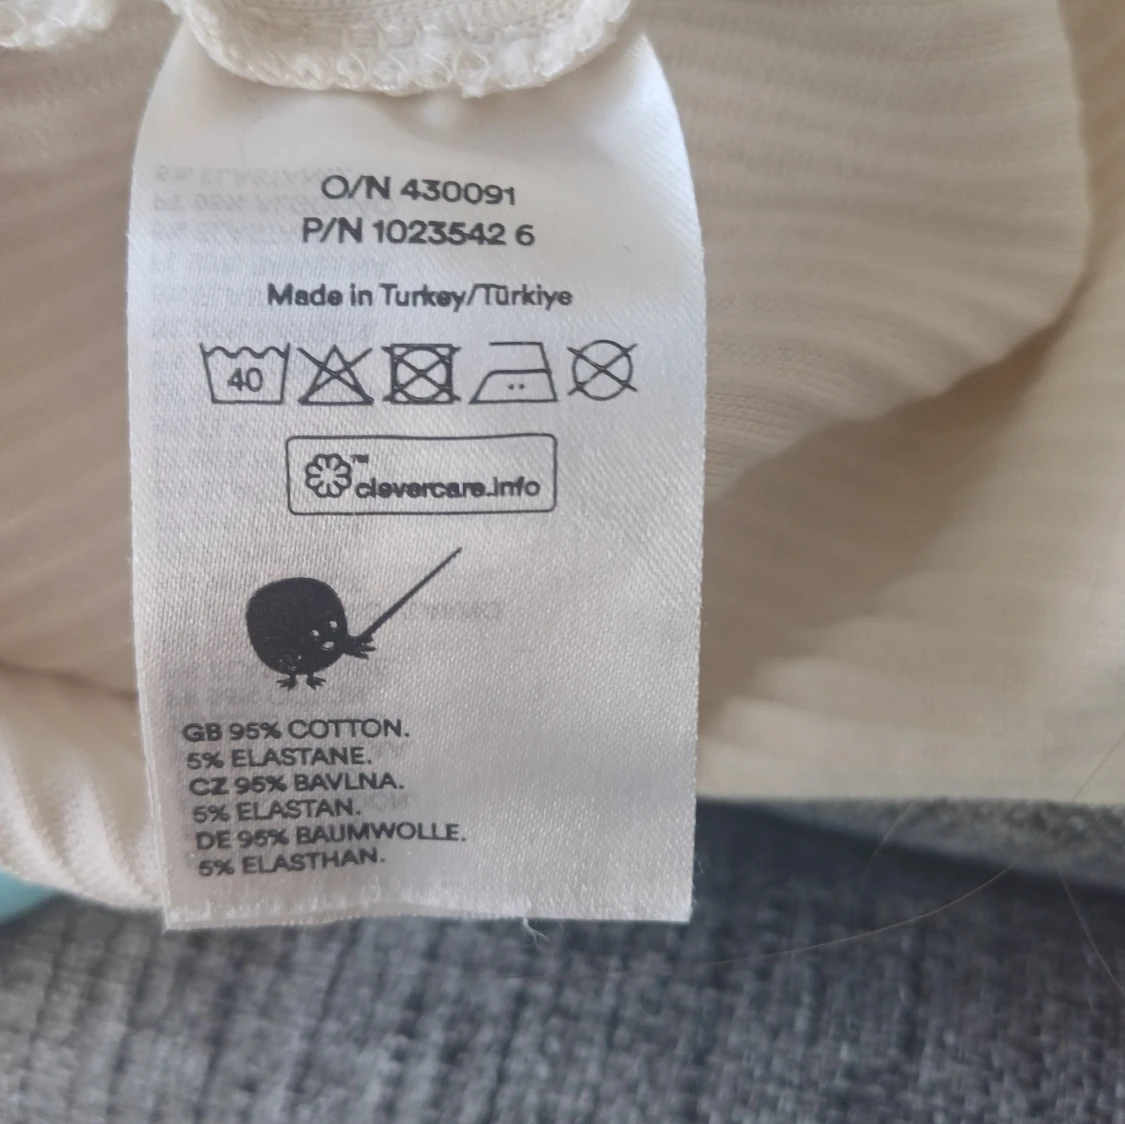 O/N 430091
P/N 1023542 6
Made in Turkey/Türkiye
40
™
clevercare.info
GB 95% COTTON.
5% ELASTANE.
CZ 95% BAVLNA.
5% ELASTAN.
DE 95% BAUMWOLLE.
5% ELASTHAN.